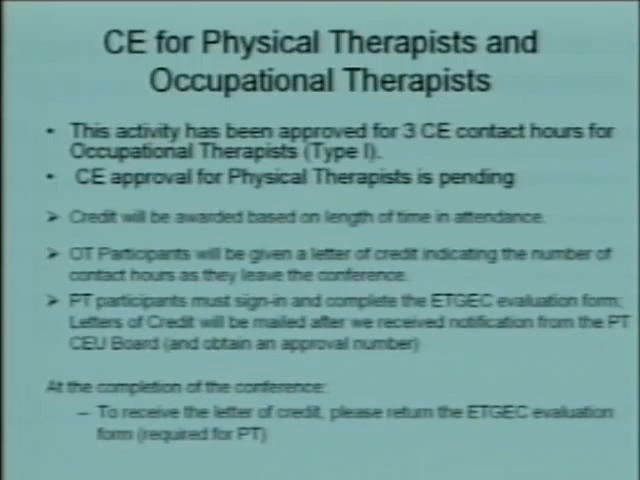 CE for Physical Therapists and
Occupational Therapists
• This activity has been approved for 3 CE contact hours for
Occupational Therapists (Type I).
• CE approval for Physical Therapists is pending
➢ Credit will be awarded based on length of time in attendance.
➢ OT Participants will be given a letter of credit indicating the number of
contact hours as they leave the conference.
➢ PT participants must sign-in and complete the ETGEC evaluation form;
Letters of Credit will be mailed after we received notification from the PT
CEU Board (and obtain an approval number)
At the completion of the conference:
– To receive the letter of credit, please return the ETGEC evaluation
form (required for PT)